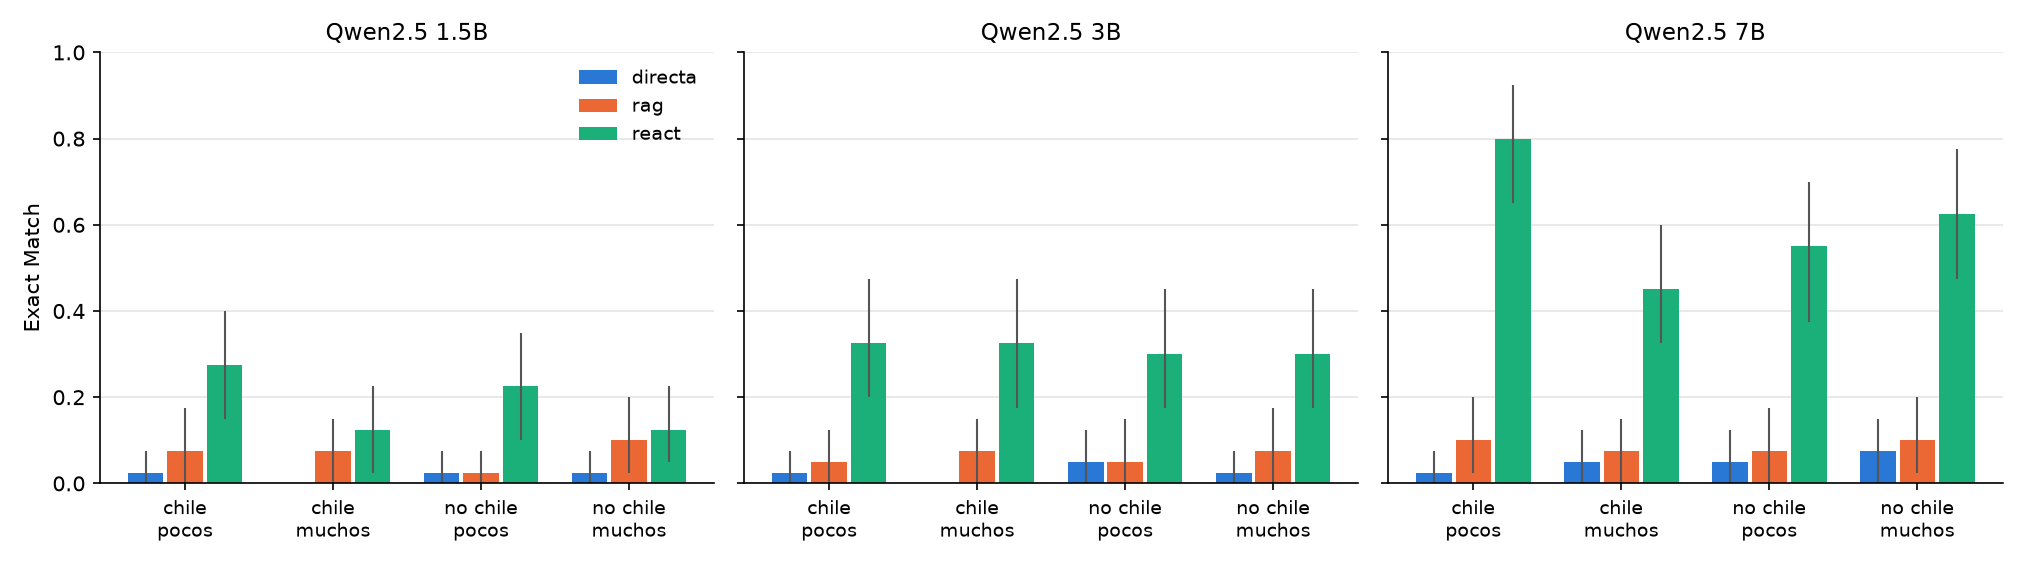 Qwen2.5 1.5B
Qwen2.5 3B
Qwen2.5 7B
Exact Match
1.0
0.8
0.6
0.4
0.2
0.0
directa
rag
react
chile
pocos
chile
muchos
no chile
pocos
no chile
muchos
chile
pocos
chile
muchos
no chile
pocos
no chile
muchos
chile
pocos
chile
muchos
no chile
pocos
no chile
muchos